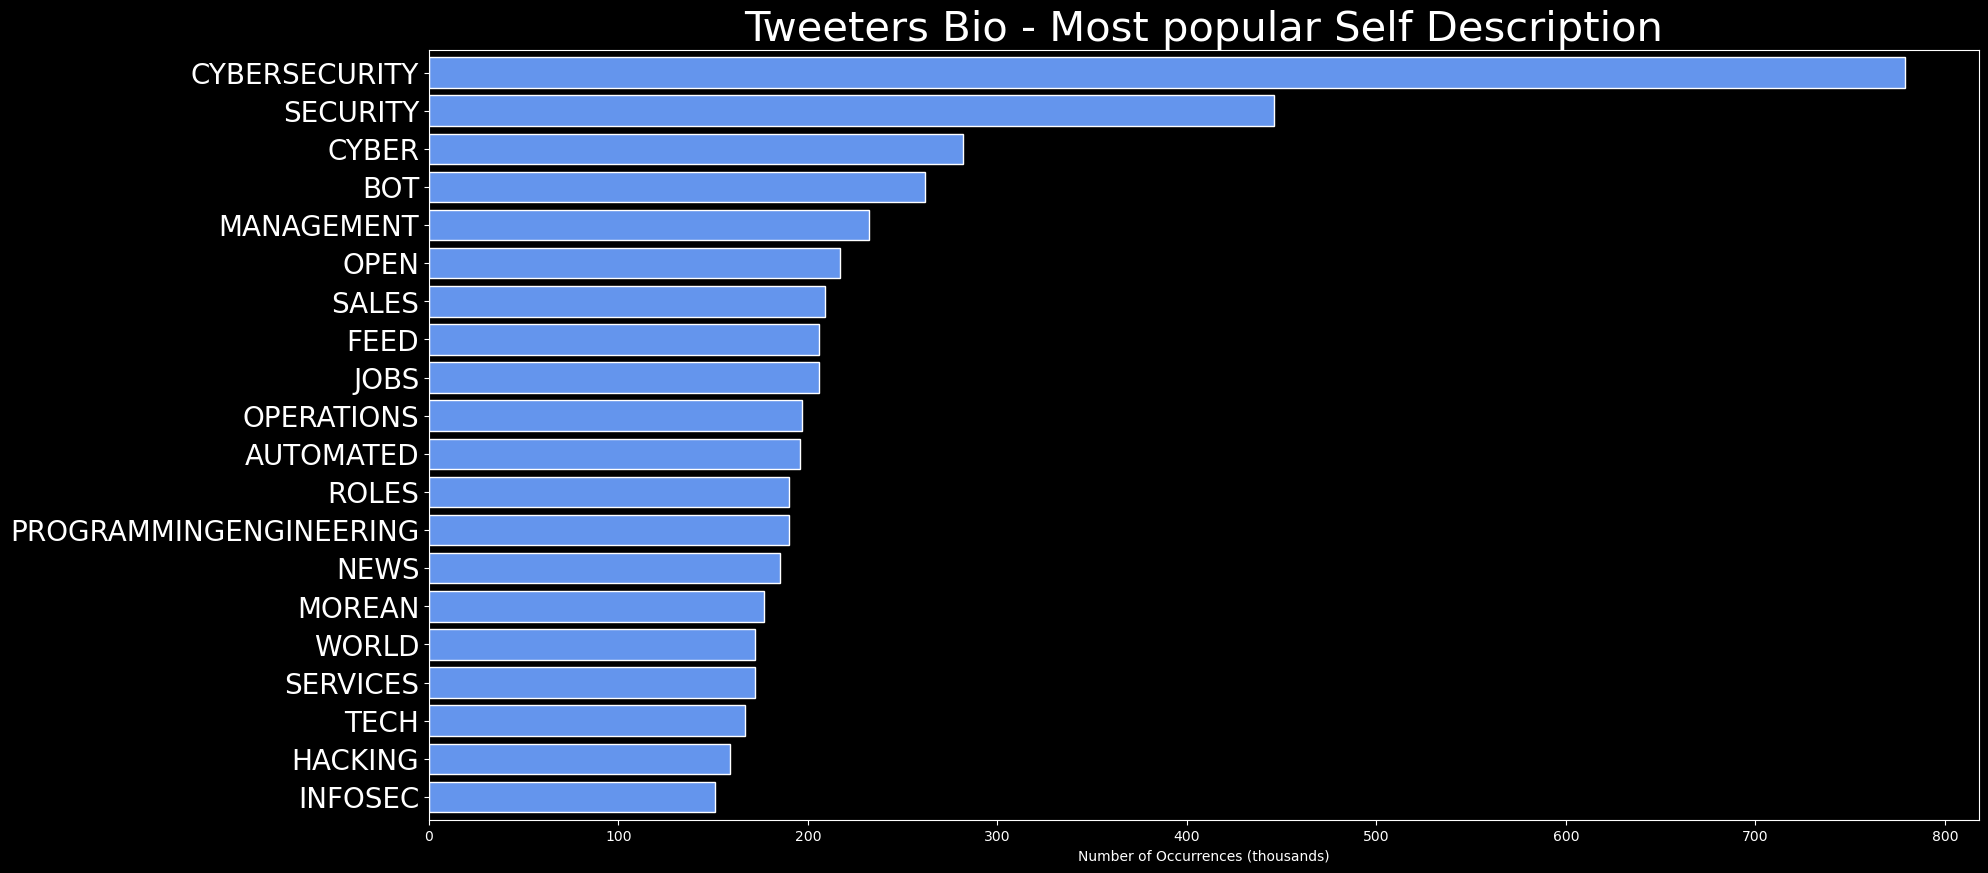 Tweeters Bio - Most popular Self Description
CYBERSECURITY
SECURITY
CYBER
BOT
MANAGEMENT
OPEN
SALES
FEED
JOBS
OPERATIONS
AUTOMATED
ROLES
PROGRAMMINGENGINEERING
NEWS
MOREAN
WORLD
SERVICES
TECH
HACKING
INFOSEC
0 100 200 300 400 500 600 700 800
Number of Occurrences (thousands)